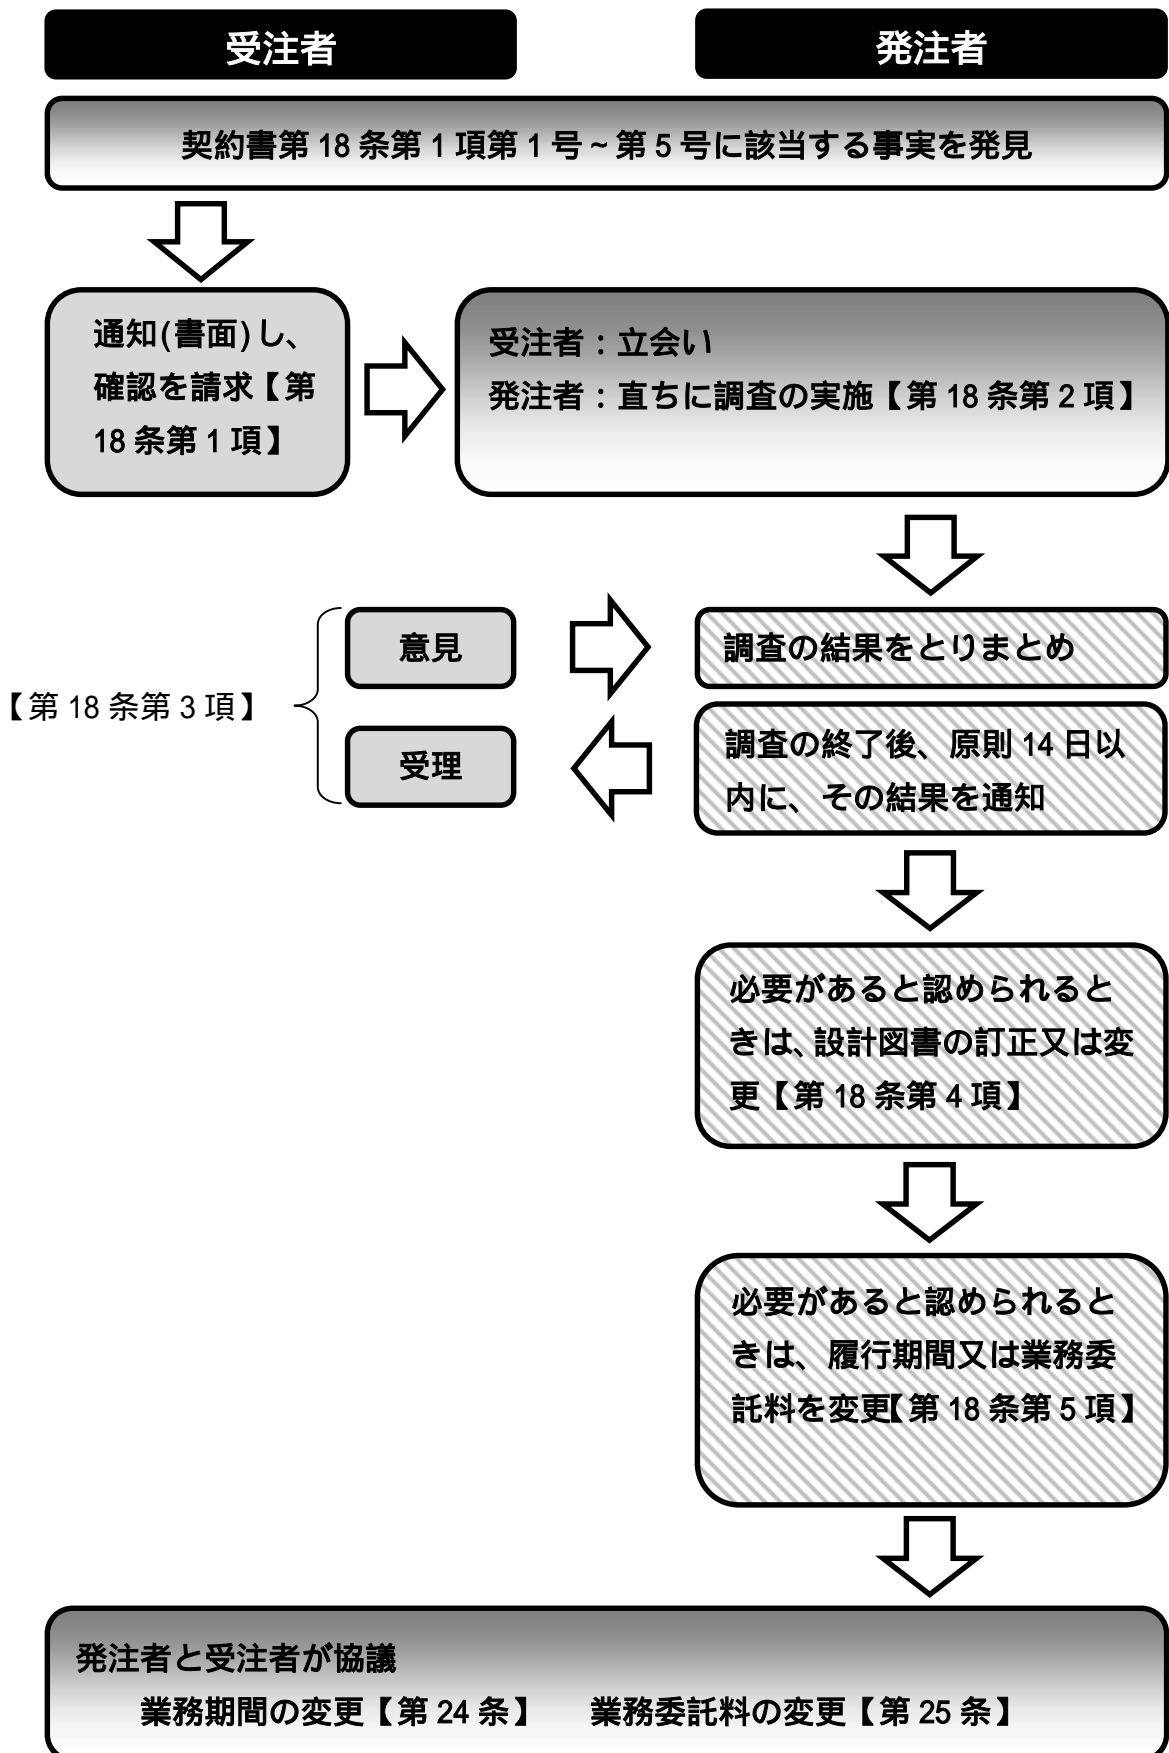 受注者
発注者
契約書第 18 条第 1 項第 1 号~第 5 号に該当する事実を発見
通知(書面)し、
確認を請求【第
18 条第 1 項】
受注者：立会い
発注者：直ちに調査の実施【第 18 条第 2 項】
意見
調査の結果をとりまとめ
【第 18 条第 3 項】
受理
調査の終了後、原則 14 日以
内に、その結果を通知
必要があると認められると
きは、設計図書の訂正又は変
更【第 18 条第 4 項】
必要があると認められると
きは、履行期間又は業務委
託料を変更【第 18 条第 5 項】
発注者と受注者が協議
業務期間の変更【第 24 条】 業務委託料の変更【第 25 条】